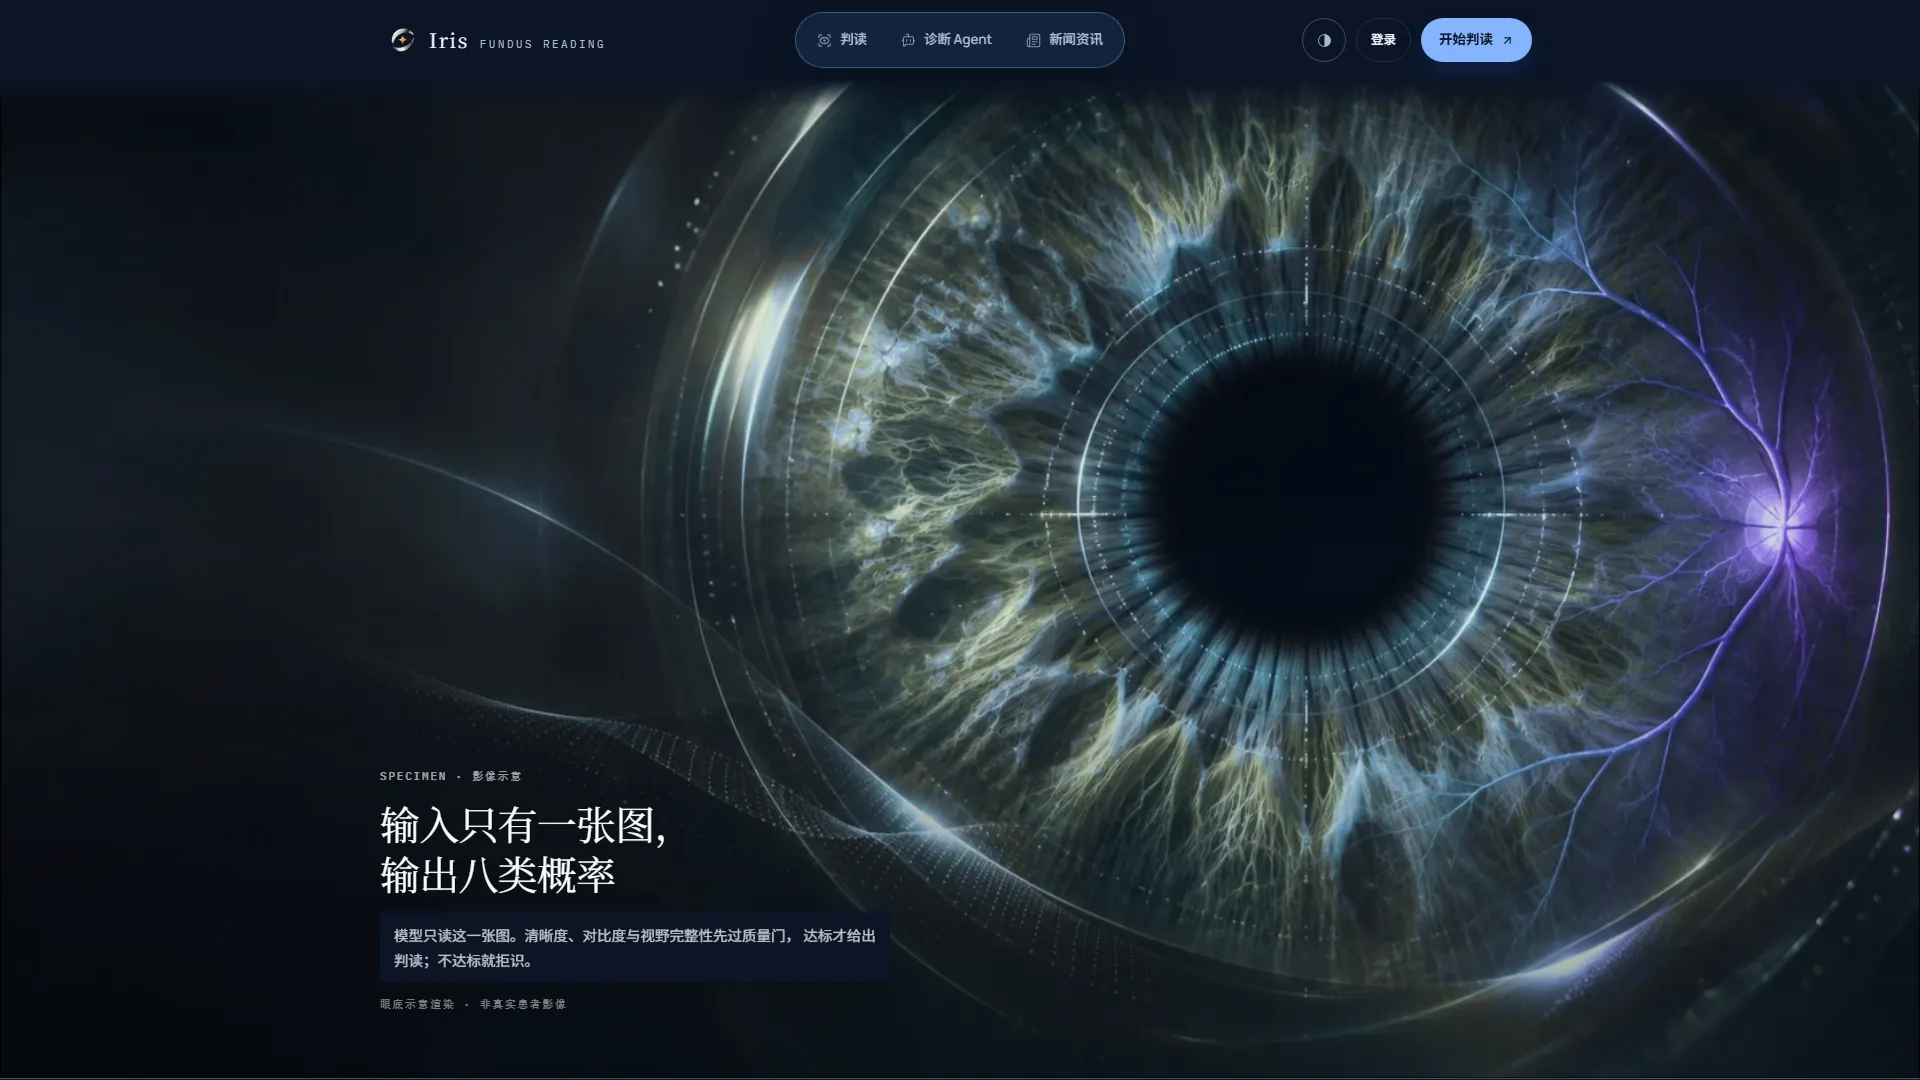 Iris FUNDUS READING
判读
诊断 Agent
新闻资讯
登录
开始判读
SPECIMEN · 影像示意
输入只有一张图，
输出八类概率
模型只读这一张图。清晰度、对比度与视野完整性先过质量门， 达标才给出
判读；不达标就拒识。
眼底示意渲染 · 非真实患者影像